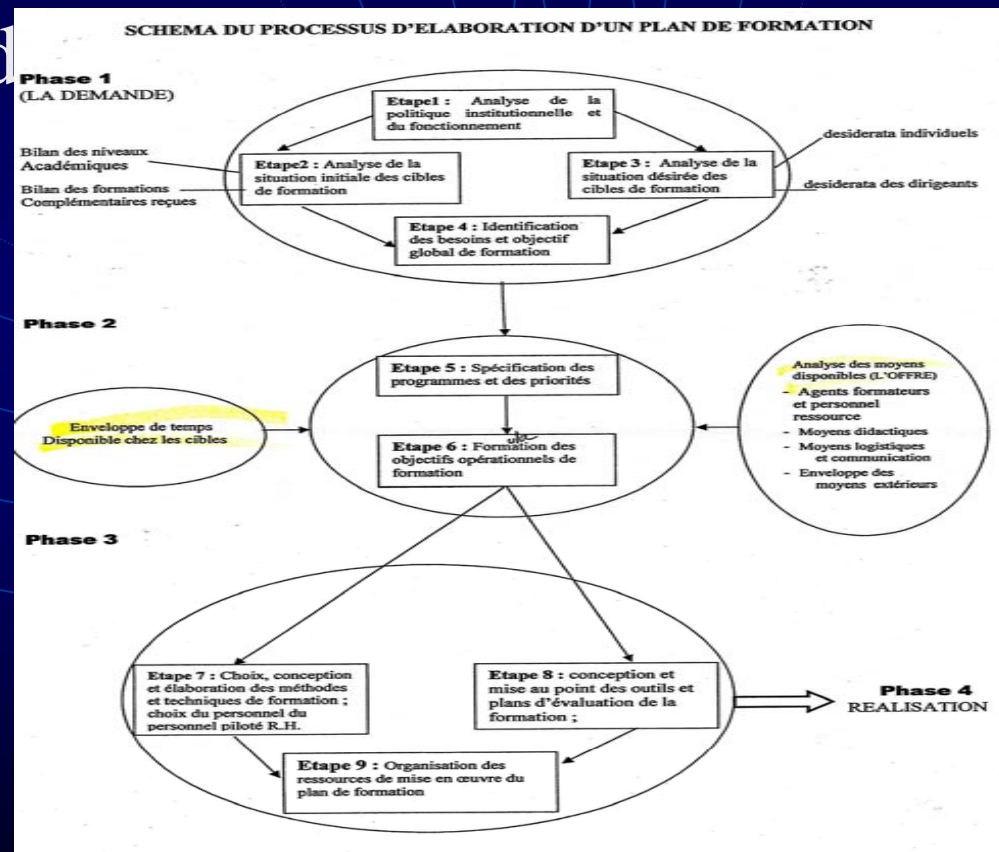 SCHEMA DU PROCESSUS D'ELABORATION D'UN PLAN DE FORMATION
Phase 1
(LA DEMANDE)
Etape1 : Analyse de la
politique institutionnelle et
du fonctionnement
Bilan des niveaux
Académiques
Bilan des formations
Complémentaires reçues
Etape2 : Analyse de la
situation initiale des cibles
de formation
Etape 3 : Analyse de la
situation désirée des
cibles de formation
desiderata individuels
desiderata des dirigeants
Etape 4 : Identification
des besoins et objectif
global de formation
Phase 2
Etape 5 : Spécification des
programmes et des priorités
Enveloppe de temps
Disponible chez les cibles
Etape 6 : Formation des
objectifs opérationnels de
formation
Analyse des moyens
disponibles (L'OFFRE)
- Agents formateurs
et personnel
ressource
- Moyens didactiques
- Moyens logistiques
et communication
- Enveloppe des
moyens extérieurs
Phase 3
Etape 7 : Choix, conception
et élaboration des méthodes
et techniques de formation ;
choix du personnel du
personnel piloté R.H.
Etape 8 : conception et
mise au point des outils et
plans d'évaluation de la
formation ;
Phase 4
REALISATION
Etape 9 : Organisation des
ressources de mise en œuvre du
plan de formation